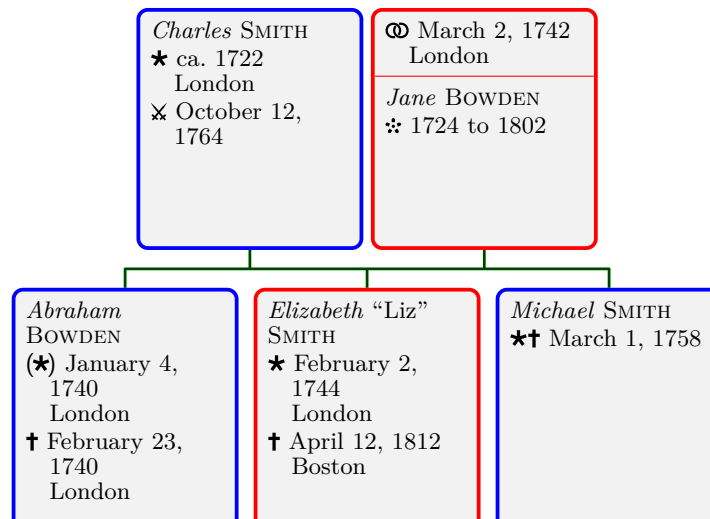 Charles SMITH
★ ca. 1722
London
⚔ October 12,
1764
⚭ March 2, 1742
London
Jane BOWDEN
1724 to 1802
Abraham
BOWDEN
(★) January 4,
1740
London
✝ February 23,
1740
London
Elizabeth “Liz”
SMITH
★ February 2,
1744
London
✝ April 12, 1812
Boston
Michael SMITH
★✝ March 1, 1758